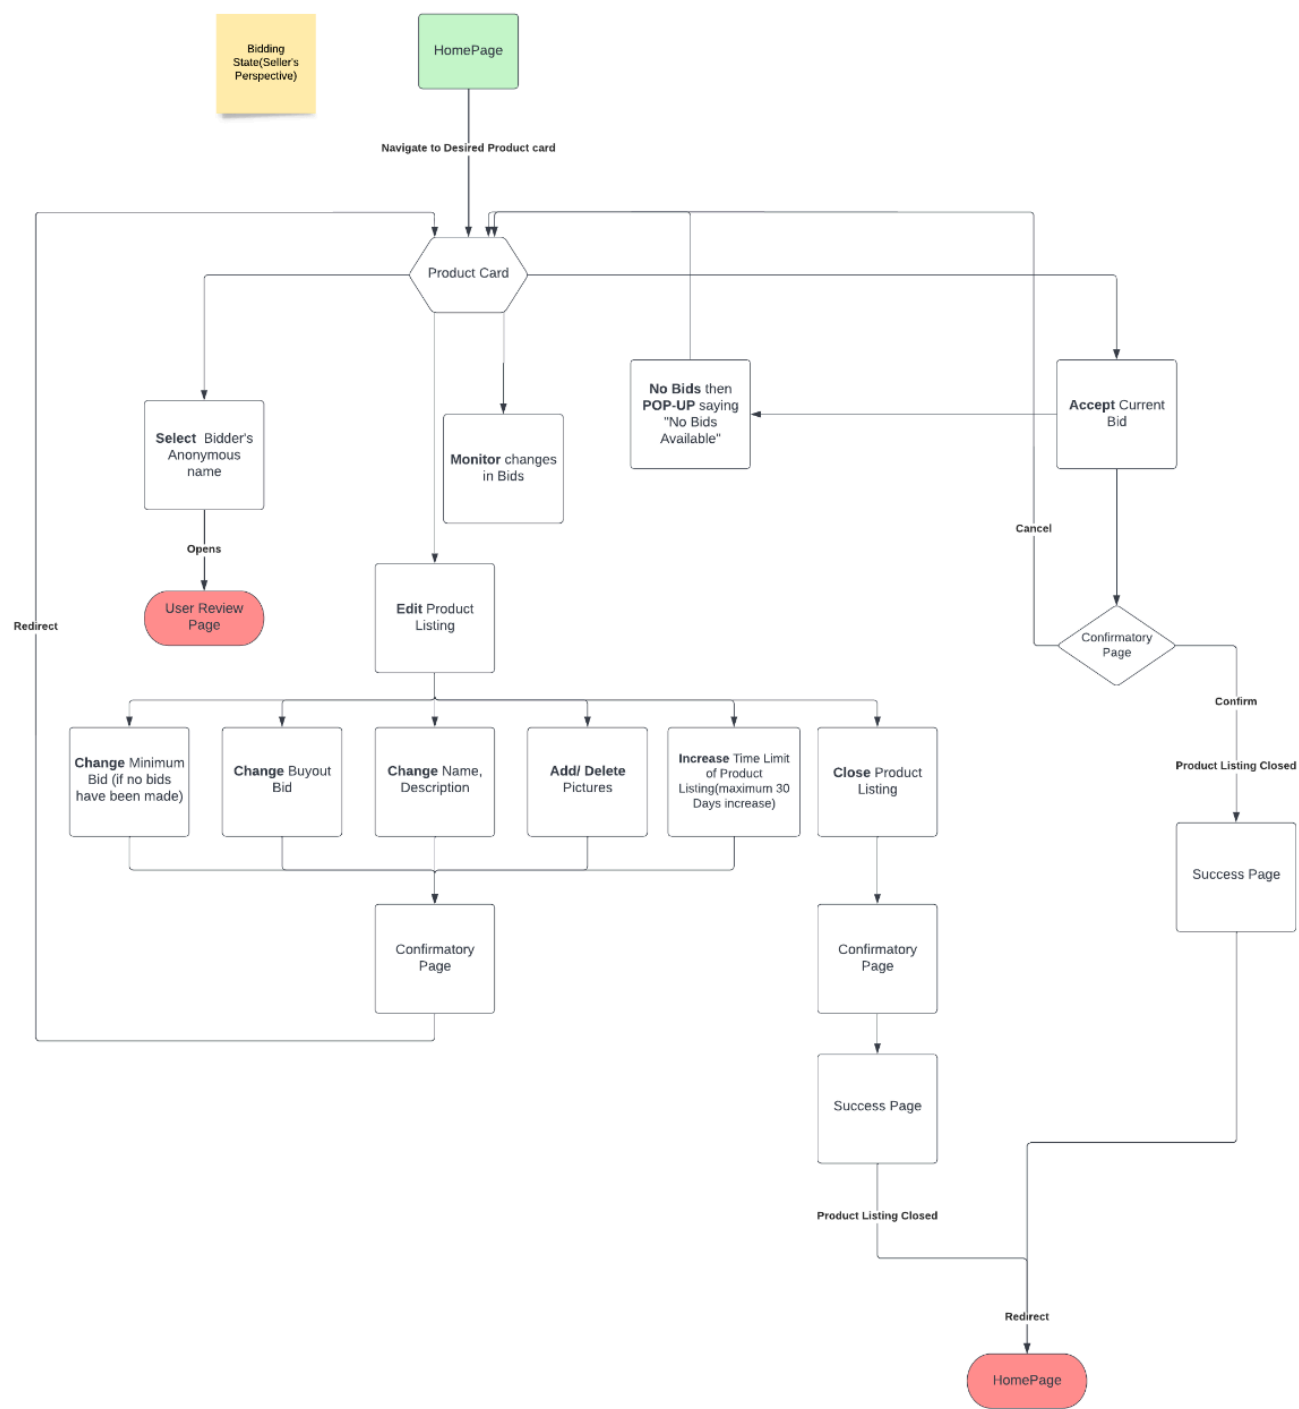 Bidding
State(Seller's
Perspective)
HomePage
Navigate to Desired Product card
Product Card
No Bids then
POP-UP saying
"No Bids
Available"
Accept Current
Bid
Select Bidder's
Anonymous
name
Monitor changes
in Bids
Cancel
Opens
User Review
Page
Edit Product
Listing
Redirect
Confirmatory
Page
Confirm
Product Listing Closed
Change Minimum
Bid (if no bids
have been made)
Change Buyout
Bid
Change Name,
Description
Add/ Delete
Pictures
Increase Time Limit
of Product
Listing(maximum 30
Days increase)
Close Product
Listing
Success Page
Confirmatory
Page
Confirmatory
Page
Success Page
Product Listing Closed
Redirect
HomePage